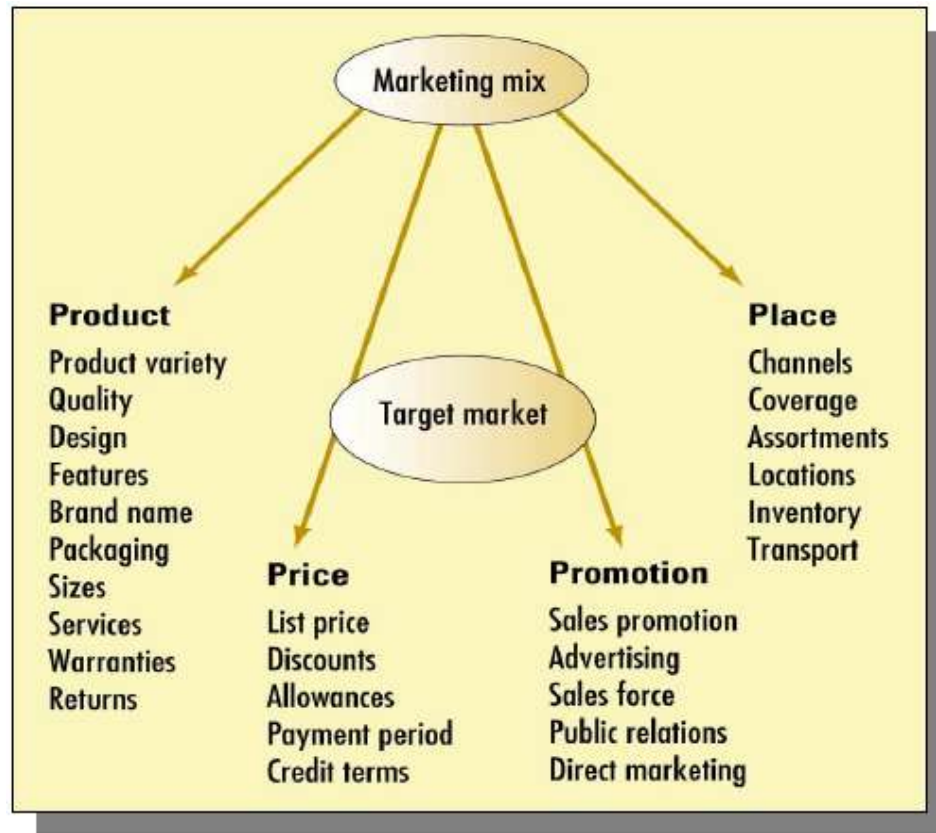 Marketing mix
Product
Product variety
Quality
Design
Features
Brand name
Packaging
Sizes
Services
Warranties
Returns
Target market
Price
List price
Discounts
Allowances
Payment period
Credit terms
Promotion
Sales promotion
Advertising
Sales force
Public relations
Direct marketing
Place
Channels
Coverage
Assortments
Locations
Inventory
Transport